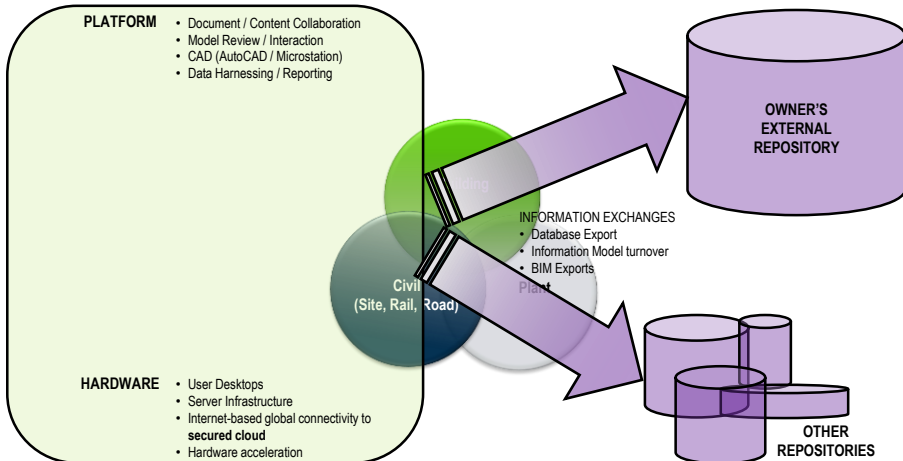 PLATFORM
• Document / Content Collaboration
• Model Review / Interaction
• CAD (AutoCAD / Microstation)
• Data Harnessing / Reporting
OWNER'S
EXTERNAL
REPOSITORY
INFORMATION EXCHANGES
• Database Export
• Information Model turnover
• BIM Exports
Civil
(Site, Rail, Road)
Plant
HARDWARE
• User Desktops
• Server Infrastructure
• Internet-based global connectivity to
secured cloud
• Hardware acceleration
OTHER
REPOSITORIES